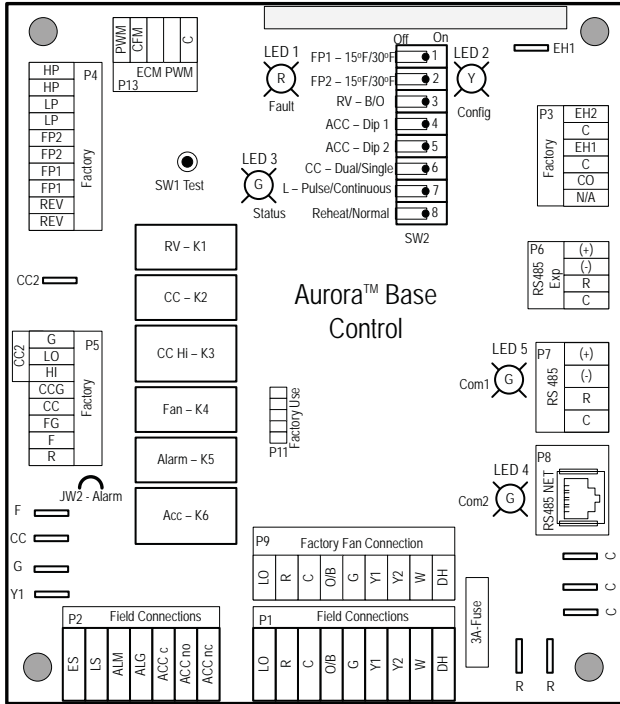 PWM
CFM
C
ECM PWM
P13
LED 1
R
Fault
Off On
FP1 – 15ºF/30ºF 1
FP2 – 15ºF/30ºF 2
RV – B/O 3
ACC – Dip 1 4
ACC – Dip 2 5
CC – Dual/Single 6
L – Pulse/Continuous 7
Reheat/Normal 8
SW2
LED 2
Y
Config
EH1
P4
HP
HP
LP
LP
FP2
FP2
FP1
FP1
REV
REV
Factory
SW1 Test
LED 3
G
Status
P3
Factory
EH2
C
EH1
C
CO
N/A
RV – K1
CC – K2
CC Hi – K3
Fan – K4
Alarm – K5
Acc – K6
CC2
Aurora™ Base
Control
P6
RS485
Exp
(+)
(-)
R
C
CC2
P5
G
LO
HI
CCG
CC
FG
F
R
Factory
JW2 - Alarm
P11
Factory Use
LED 5
Com1
G
P7
RS 485
(+)
(-)
R
C
LED 4
Com2
G
P8
RS485 NET
F
CC
G
Y1
P9 Factory Fan Connection
LO R C O/B G Y1 Y2 W DH
3A-Fuse
C
C
C
P2 Field Connections
ES LS ALM ALG ACC c ACC no ACC nc
P1 Field Connections
LO R C O/B G Y1 Y2 W DH
R R